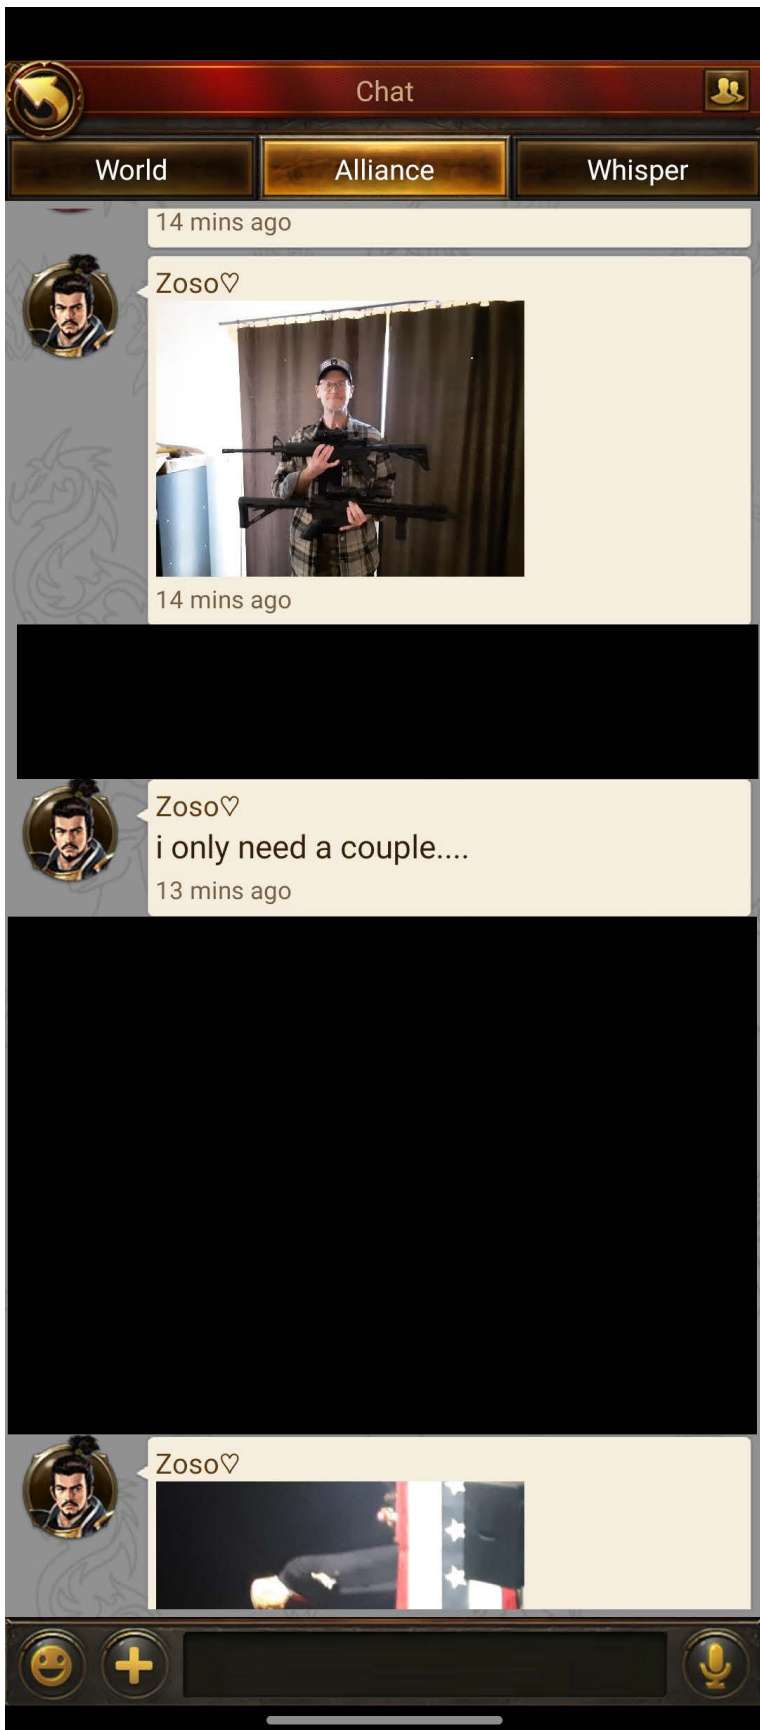 Chat
World
Alliance
Whisper
14 mins ago
Zoso♡
14 mins ago
Zoso♡
i only need a couple....
13 mins ago
Zoso♡